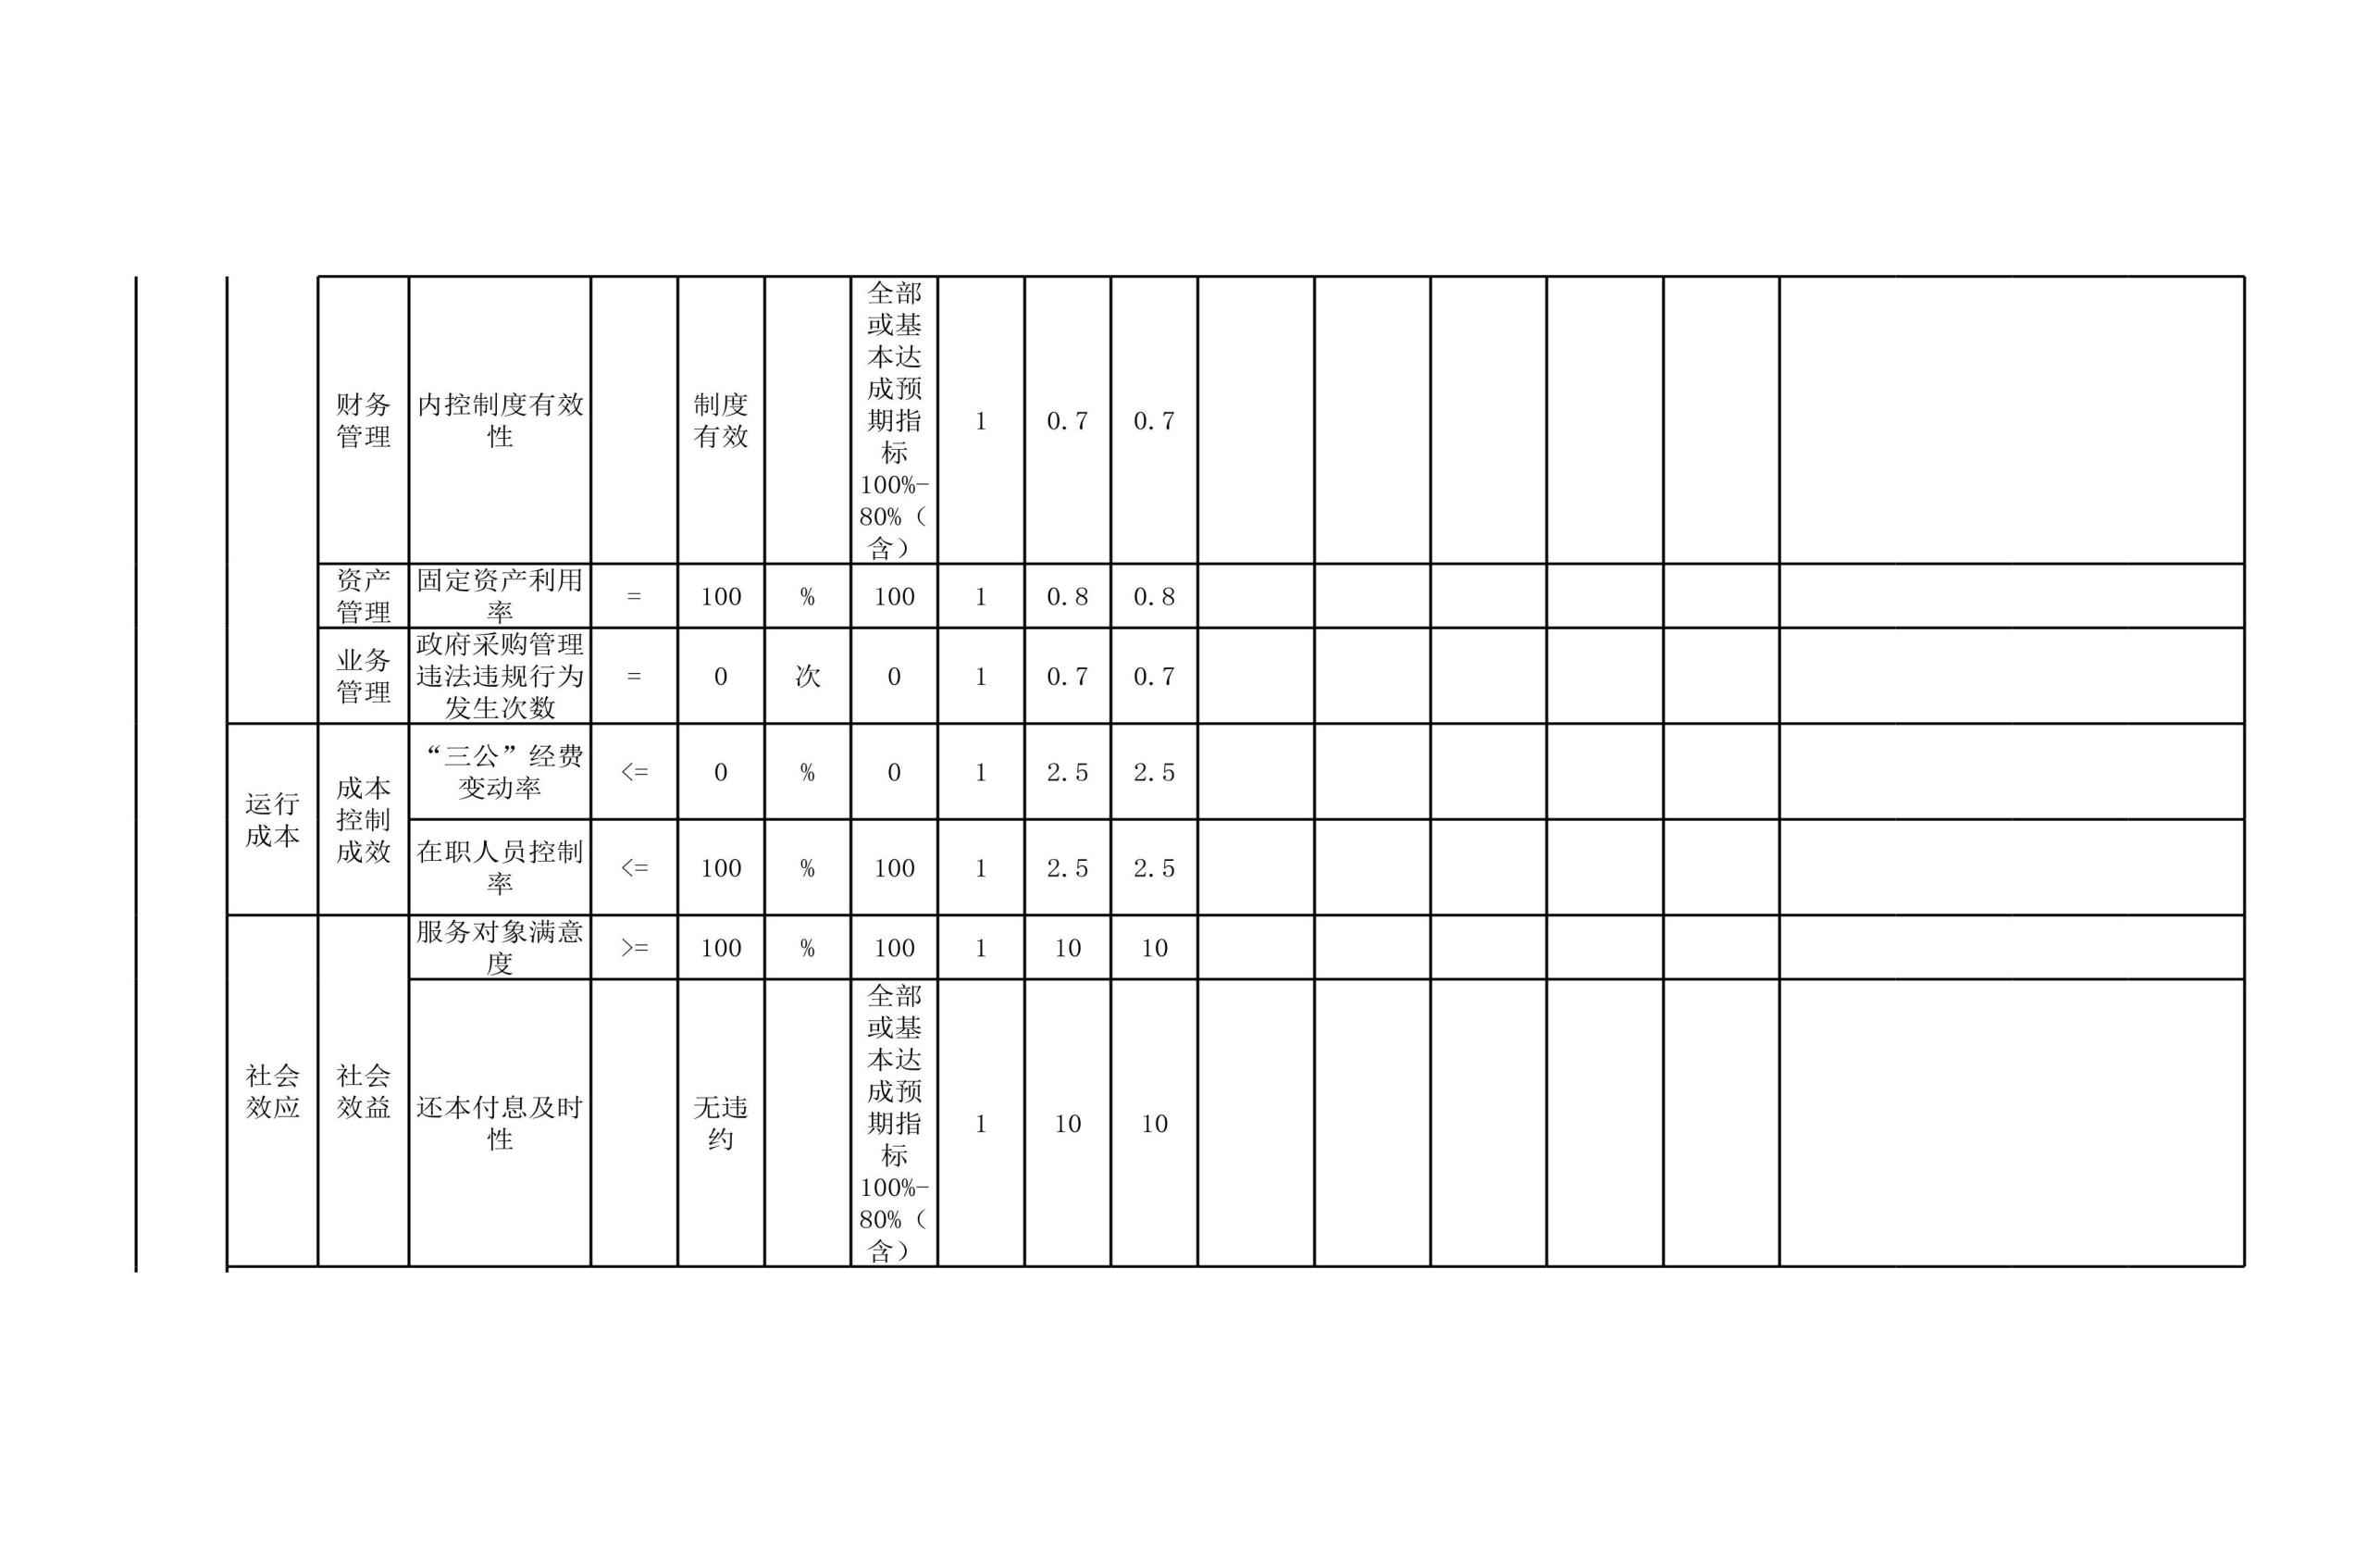 财务
管理
内控制度有效
性
制度
有效
全部
或基
本达
成预
期指
标
100%-
80%（
含）
1
0.7
0.7
资产
管理
固定资产利用
率
=
100
%
100
1
0.8
0.8
业务
管理
政府采购管理
违法违规行为
发生次数
=
0
次
0
1
0.7
0.7
运行
成本
成本
控制
成效
“三公”经费
变动率
<=
0
%
0
1
2.5
2.5
在职人员控制
率
<=
100
%
100
1
2.5
2.5
社会
效应
社会
效益
服务对象满意
度
>=
100
%
100
1
10
10
还本付息及时
性
无违
约
全部
或基
本达
成预
期指
标
100%-
80%（
含）
1
10
10